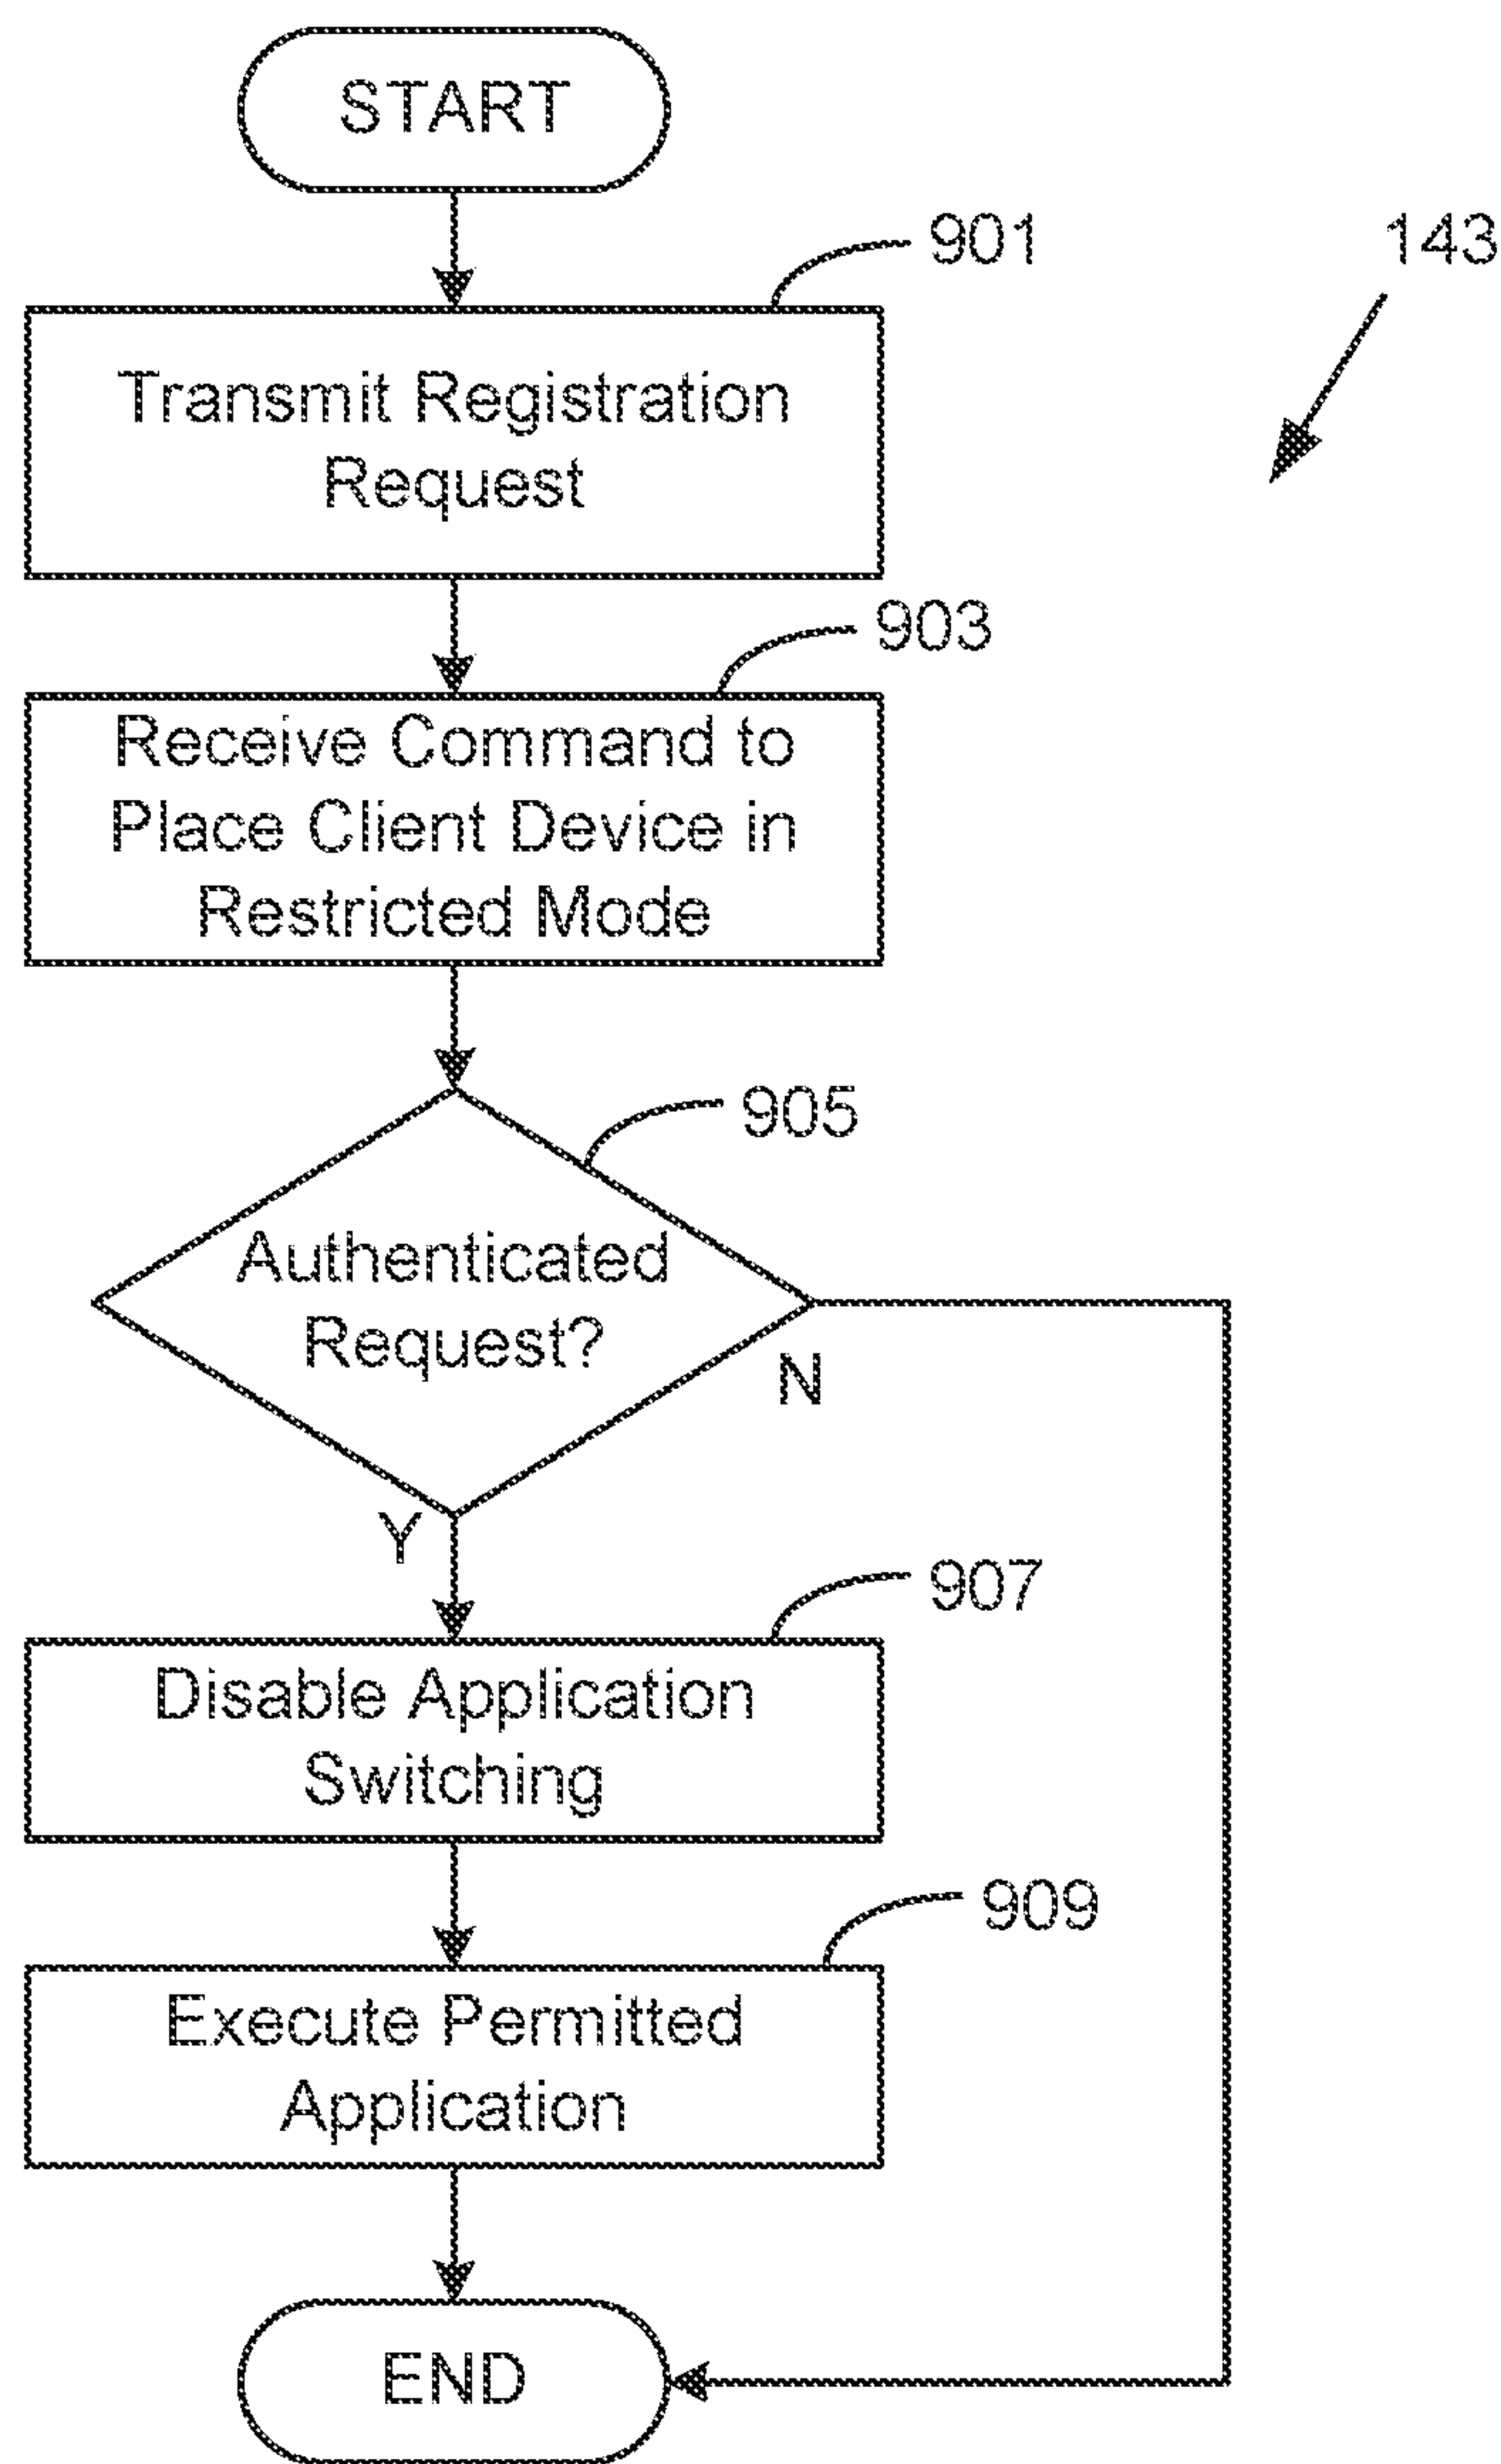 START
901
143
Transmit Registration
Request
903
Receive Command to
Place Client Device in
Restricted Mode
905
Authenticated
Request?
N
Y
907
Disable Application
Switching
909
Execute Permitted
Application
END